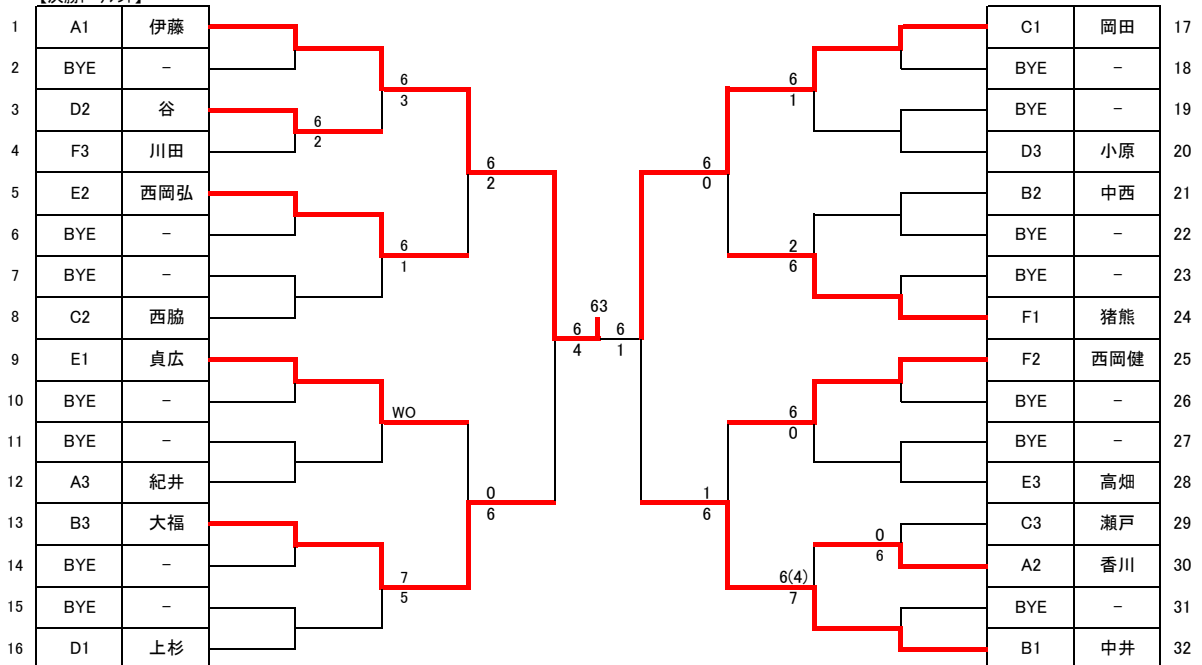 1 A1 伊藤
2 BYE －
3 D2 谷
4 F3 川田
5 E2 西岡弘
6 BYE －
7 BYE －
8 C2 西脇
9 E1 貞広
10 BYE －
11 BYE －
12 A3 紀井
13 B3 大福
14 BYE －
15 BYE －
16 D1 上杉
6
2
6
3
6
1
WO
7
5
6
2
0
6
6
4
63
6
1
6
0
1
6
6
1
2
6
6
0
6(4)
7
0
6
C1 岡田 17
BYE － 18
BYE － 19
D3 小原 20
B2 中西 21
BYE － 22
BYE － 23
F1 猪熊 24
F2 西岡健 25
BYE － 26
BYE － 27
E3 高畑 28
C3 瀬戸 29
A2 香川 30
BYE － 31
B1 中井 32